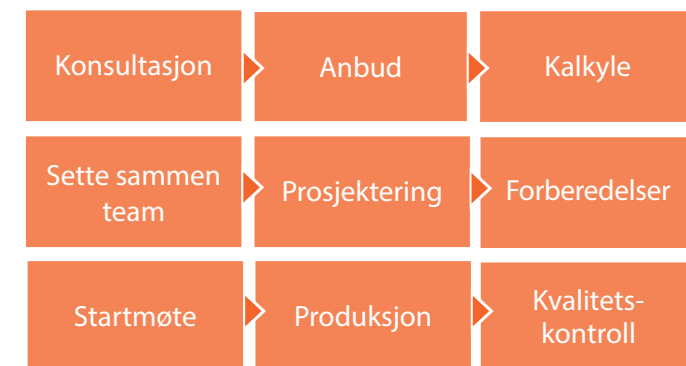 Konsultasjon
Anbud
Kalkyle
Sette sammen
team
Prosjektering
Forberedelser
Startmøte
Produksjon
Kvalitets-
kontroll